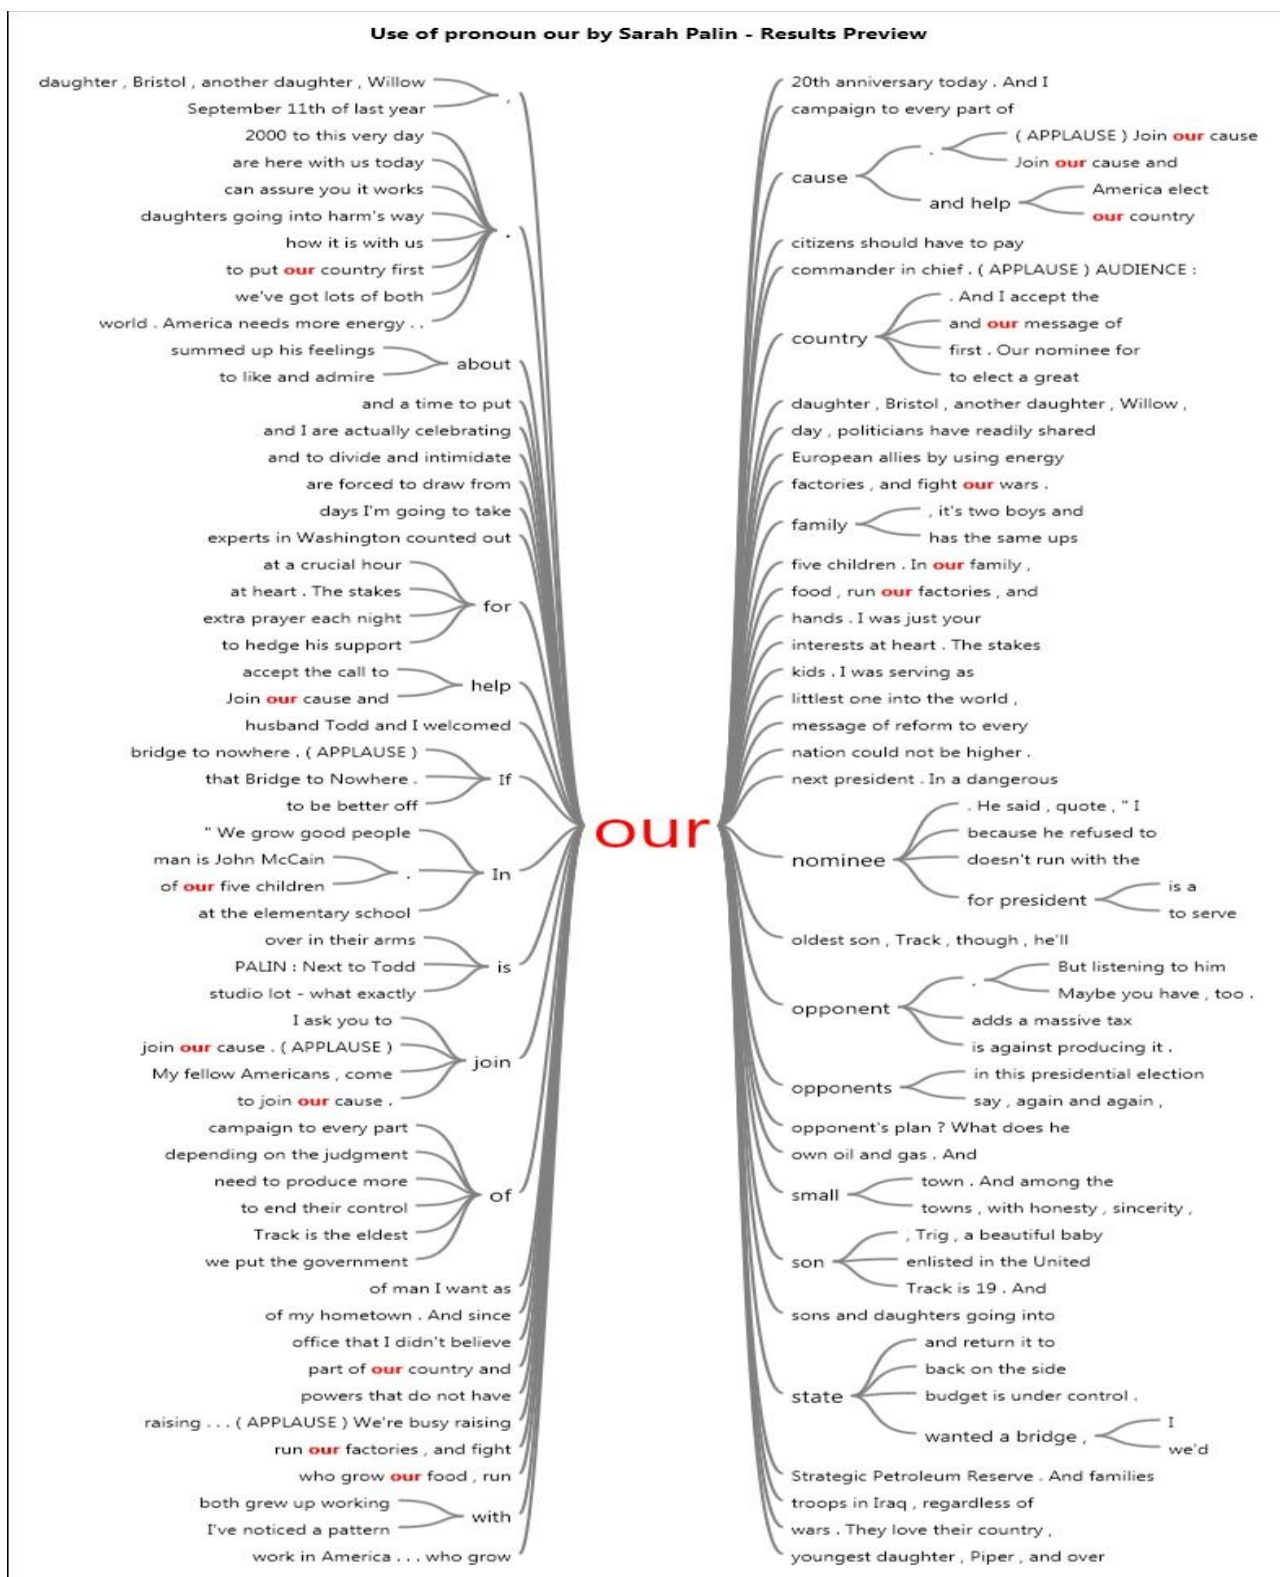 Use of pronoun our by Sarah Palin - Results Preview
daughter , Bristol , another daughter , Willow
September 11th of last year
,
2000 to this very day
are here with us today
can assure you it works
daughters going into harm's way
how it is with us
to put our country first
we've got lots of both
world . America needs more energy . .
.
summed up his feelings
to like and admire
about
and a time to put
and I are actually celebrating
and to divide and intimidate
are forced to draw from
days I'm going to take
experts in Washington counted out
at a crucial hour
at heart . The stakes
extra prayer each night
to hedge his support
for
accept the call to
Join our cause and
help
husband Todd and I welcomed
bridge to nowhere . ( APPLAUSE )
that Bridge to Nowhere .
to be better off
If
" We grow good people
man is John McCain
of our five children
.
at the elementary school
In
over in their arms
PALIN : Next to Todd
studio lot - what exactly
is
I ask you to
join our cause . ( APPLAUSE )
My fellow Americans , come
to join our cause .
join
campaign to every part
depending on the judgment
need to produce more
to end their control
Track is the eldest
we put the government
of
of man I want as
of my hometown . And since
office that I didn't believe
part of our country and
powers that do not have
raising . . . ( APPLAUSE ) We're busy raising
run our factories , and fight
who grow our food , run
both grew up working
I've noticed a pattern
with
work in America . . . who grow
our
20th anniversary today . And I
campaign to every part of
cause
.
( APPLAUSE ) Join our cause
Join our cause and
and help
America elect
our country
citizens should have to pay
commander in chief . ( APPLAUSE ) AUDIENCE :
country
. And I accept the
and our message of
first . Our nominee for
to elect a great
daughter , Bristol , another daughter , Willow ,
day , politicians have readily shared
European allies by using energy
factories , and fight our wars .
family
, it's two boys and
has the same ups
five children . In our family ,
food , run our factories , and
hands . I was just your
interests at heart . The stakes
kids . I was serving as
littlest one into the world ,
message of reform to every
nation could not be higher .
next president . In a dangerous
nominee
. He said , quote , " I
because he refused to
doesn't run with the
for president
is a
to serve
oldest son , Track , though , he'll
opponent
.
But listening to him
Maybe you have , too .
adds a massive tax
is against producing it .
opponents
in this presidential election
say , again and again ,
opponent's plan ? What does he
own oil and gas . And
small
town . And among the
towns , with honesty , sincerity ,
son
, Trig , a beautiful baby
enlisted in the United
Track is 19 . And
sons and daughters going into
state
and return it to
back on the side
budget is under control .
wanted a bridge ,
I
we'd
Strategic Petroleum Reserve . And families
troops in Iraq , regardless of
wars . They love their country ,
youngest daughter , Piper , and over